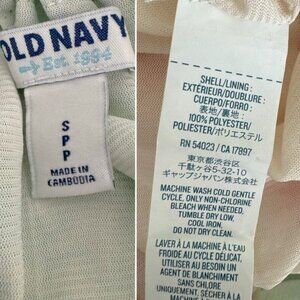 OLD NAVY
Est 1994
S
P
P
MADE IN
CAMBODIA
SHELL/LINING :
EXTÉRIEUR/DOUBLURE :
CUERPO/FORRO :
表地/裏地 :
100% POLYESTER/
POLIÉSTER/ポリエステル
RN 54023 / CA 17897
東京都渋谷区
千駄ヶ谷5-32-10
ギャップジャパン株式会社
MACHINE WASH COLD GENTLE
CYCLE, ONLY NON-CHLORINE
BLEACH WHEN NEEDED,
TUMBLE DRY LOW,
COOL IRON,
DO NOT DRY CLEAN.
LAVER À LA MACHINE À L'EAU
FROIDE AU CYCLE DÉLICAT,
UTILISER AU BESOIN UN
AGENT DE BLANCHIMENT
SANS CHLORE
UNIQUEMENT, SÉCHER À
LA MACHINE À